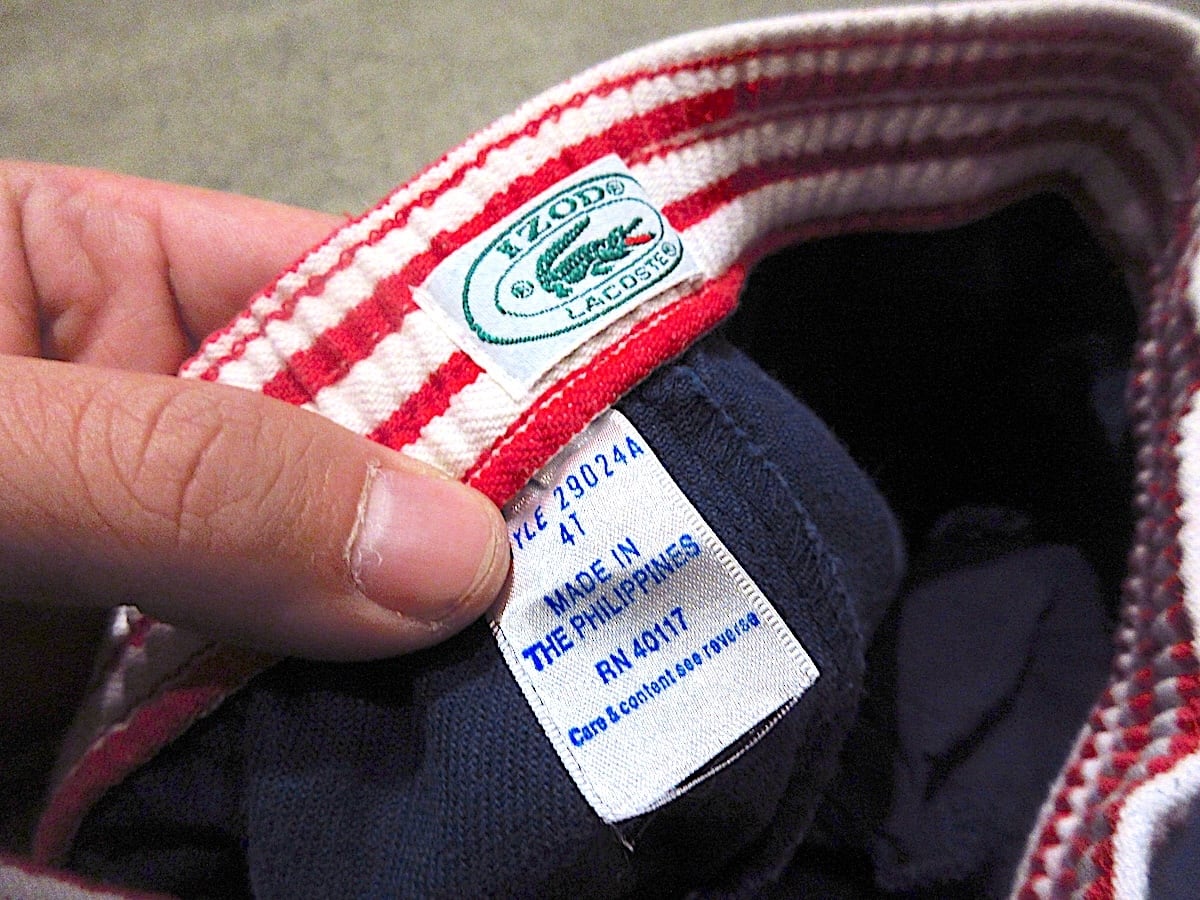 IZOD®
®
LACOSTE®
YLE 29024A
4T
MADE IN
THE PHILIPPINES
RN 40117
Care & content see reverse